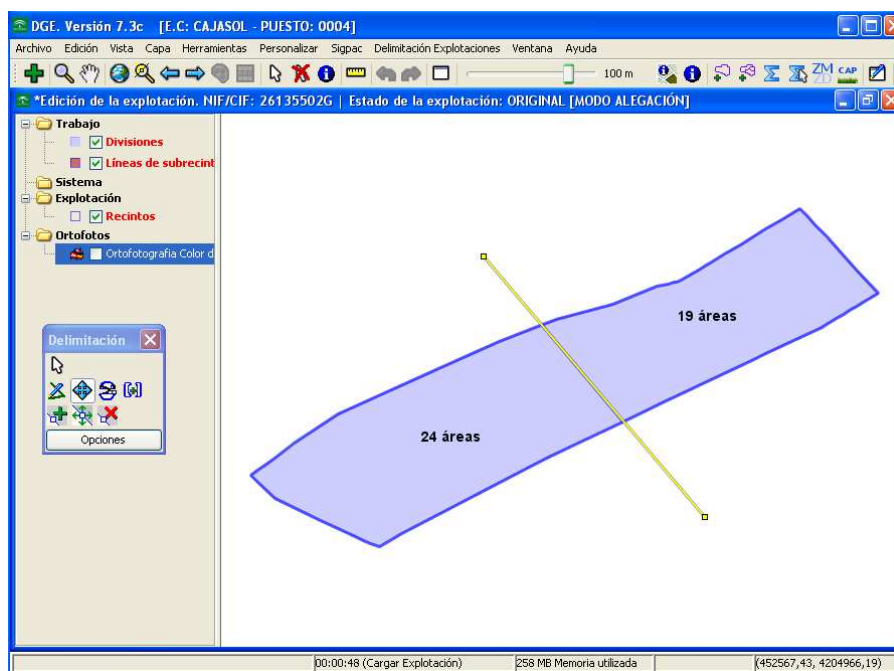 DGE. Versión 7.3c   [E.C: CAJASOL - PUESTO: 0004]
Archivo   Edición   Vista   Capa   Herramientas   Personalizar   Sigpac   Delimitación Explotaciones   Ventana   Ayuda
100 m
ZM
CAP
*Edición de la explotación. NIF/CIF: 26135502G | Estado de la explotación: ORIGINAL [MODO ALEGACIÓN]
Trabajo
Divisiones
Líneas de subrecint
Sistema
Explotación
Recintos
Ortofotos
Ortofotografia Color d
19 áreas
Delimitación
24 áreas
Opciones
00:00:48 (Cargar Explotación)   258 MB Memoria utilizada   (452567,43, 4204966,19)